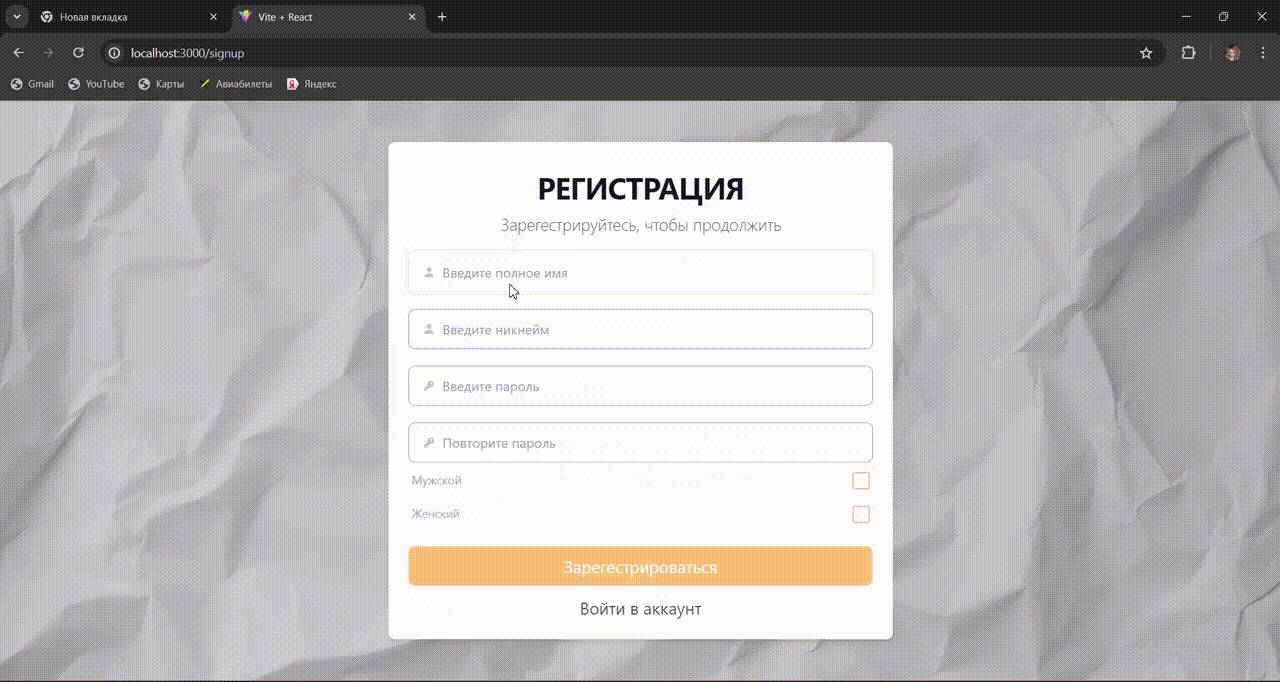 Новая вкладка
Vite + React
localhost:3000/signup
Gmail
YouTube
Карты
Авиабилеты
Яндекс
РЕГИСТРАЦИЯ
Зарегестрируйтесь, чтобы продолжить
Введите полное имя
Введите никнейм
Введите пароль
Повторите пароль
Мужской
Женский
Зарегестрироваться
Войти в аккаунт